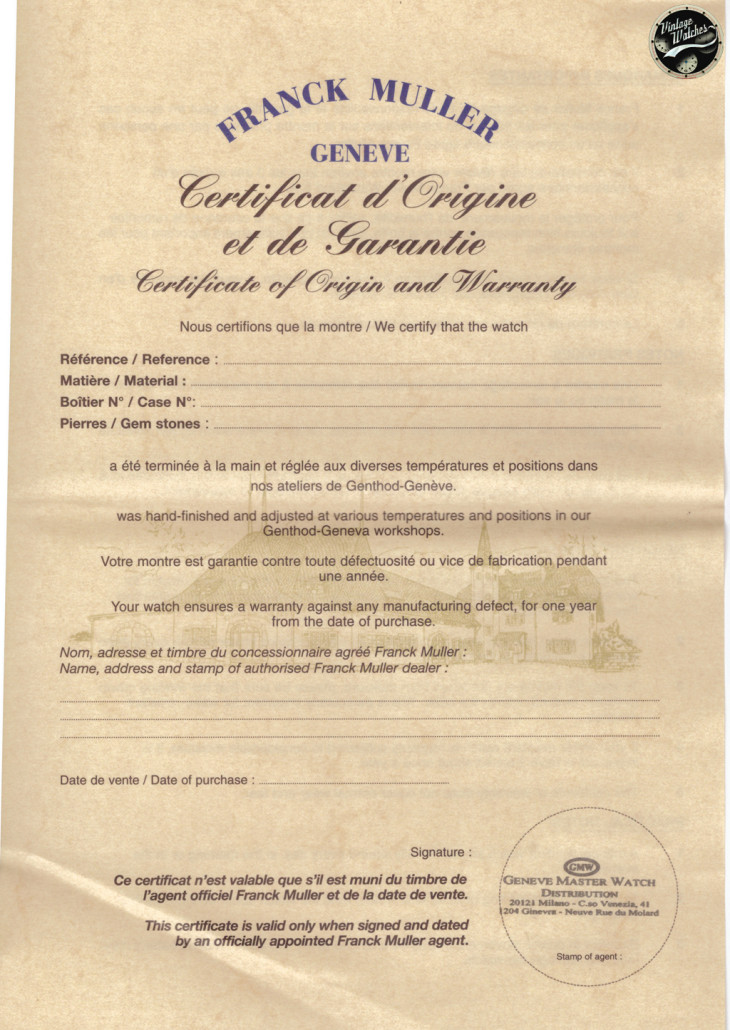 Vintage
Watches
FRANCK MULLER
GENEVE
Certificat d'Origine
et de Garantie
Certificate of Origin and Warranty
Nous certifions que la montre / We certify that the watch
Référence / Reference :
Matière / Material :
Boîtier N° / Case N°:
Pierres / Gem stones :
a été terminée à la main et réglée aux diverses températures et positions dans
nos ateliers de Genthod-Genève.
was hand-finished and adjusted at various temperatures and positions in our
Genthod-Geneva workshops.
Votre montre est garantie contre toute défectuosité ou vice de fabrication pendant
une année.
Your watch ensures a warranty against any manufacturing defect, for one year
from the date of purchase.
Nom, adresse et timbre du concessionnaire agréé Franck Muller :
Name, address and stamp of authorised Franck Muller dealer :
Date de vente / Date of purchase :
Signature :
Ce certificat n'est valable que s'il est muni du timbre de
l'agent officiel Franck Muller et de la date de vente.
This certificate is valid only when signed and dated
by an officially appointed Franck Muller agent.
GMW
GENEVE MASTER WATCH
DISTRIBUTION
20121 Milano - C.so Venezia, 41
1204 Ginevra - Neuve Rue du Molard
Stamp of agent :